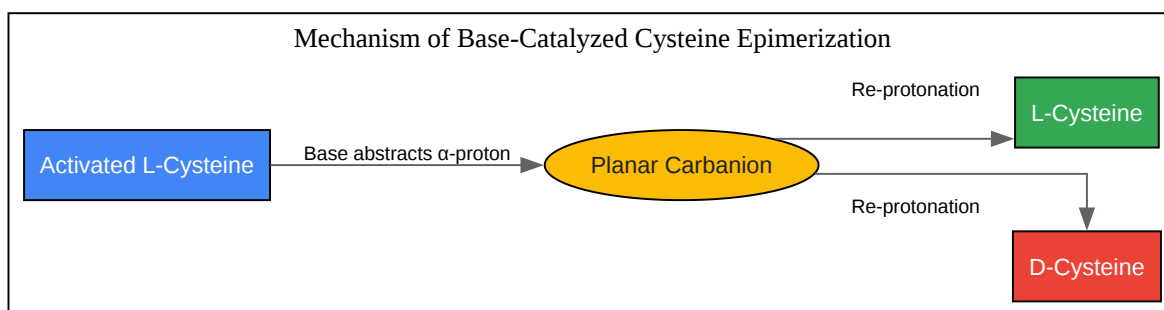 Mechanism of Base-Catalyzed Cysteine Epimerization
Activated L-Cysteine
Base abstracts α-proton
Planar Carbanion
Re-protonation
L-Cysteine
Re-protonation
D-Cysteine